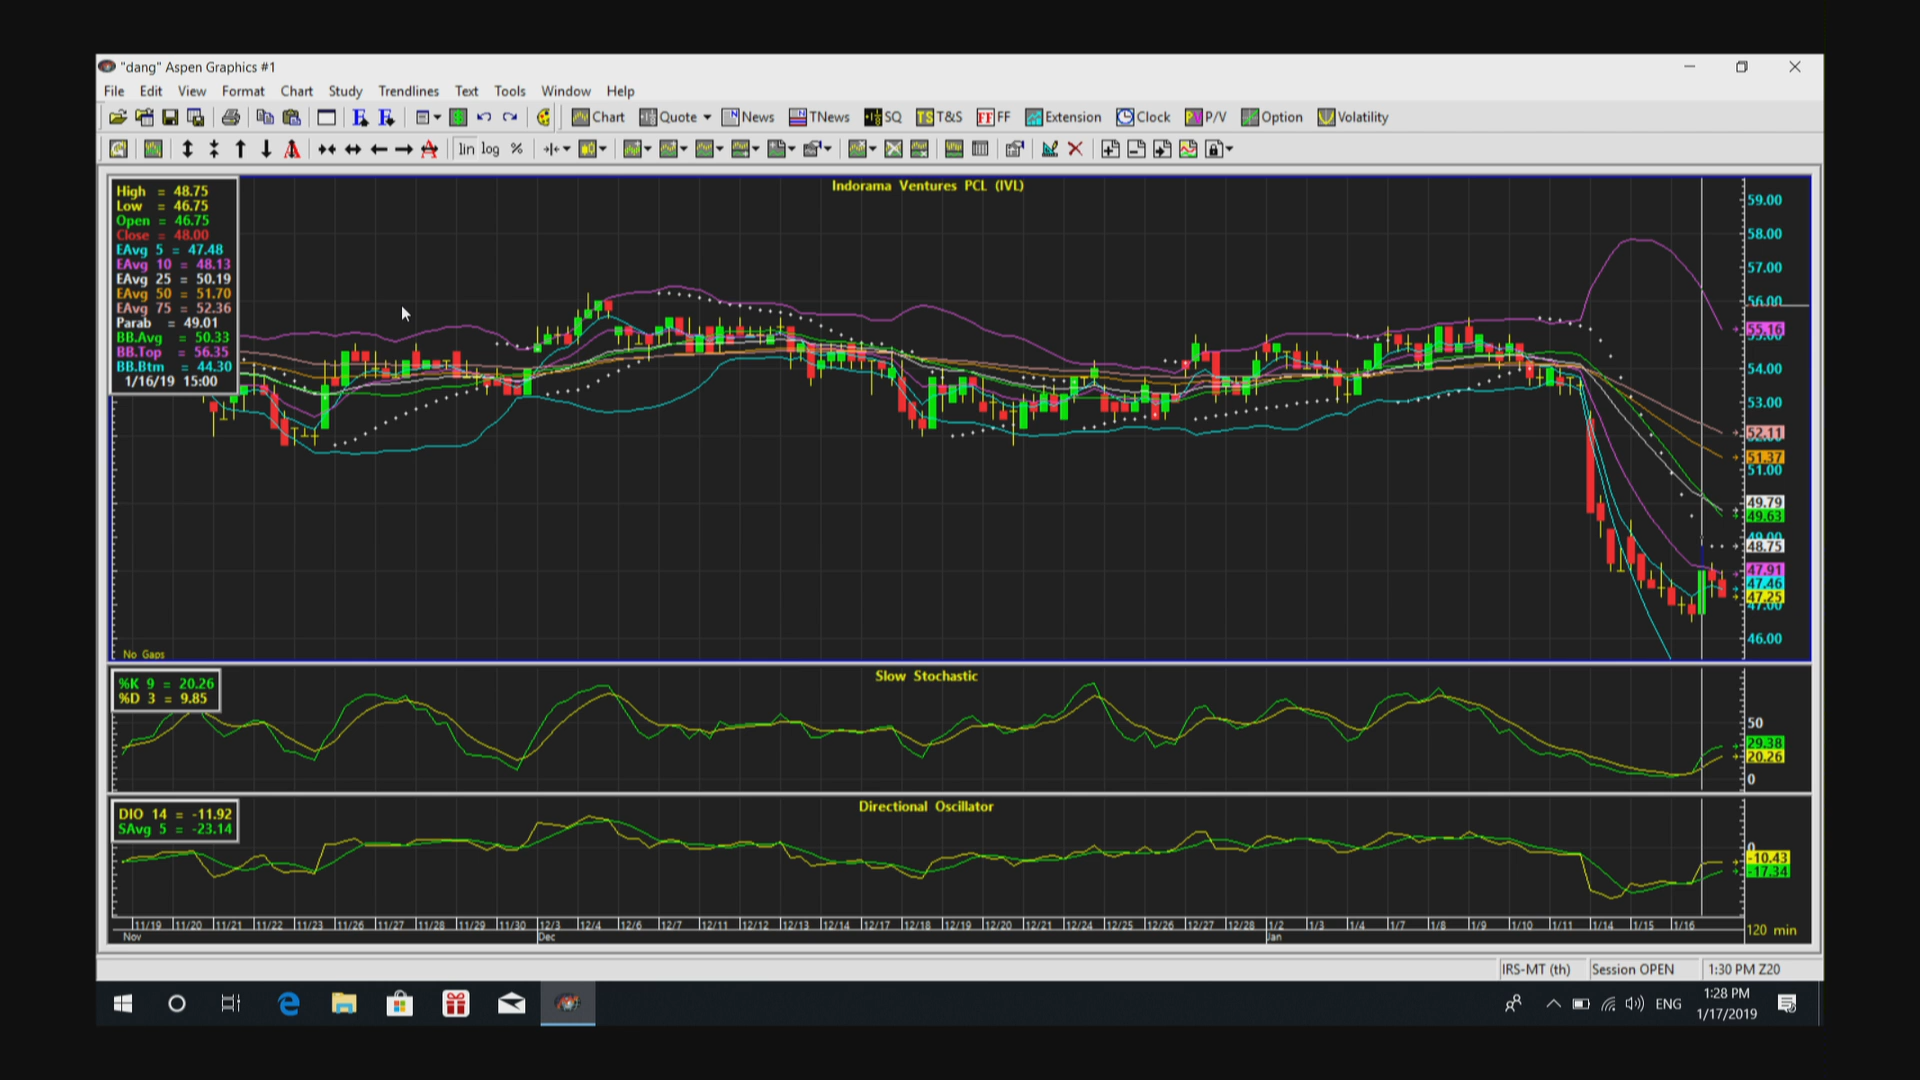 "dang" Aspen Graphics #1
File Edit View Format Chart Study Trendlines Text Tools Window Help
Chart Quote News TNews SQ T&S FF Extension Clock P/V Option Volatility
lin log %
Indorama Ventures PCL (IVL)
High = 48.75
Low = 46.75
Open = 46.75
Close = 48.00
EAvg 5 = 47.48
EAvg 10 = 48.13
EAvg 25 = 50.19
EAvg 50 = 51.70
EAvg 75 = 52.36
Parab = 49.01
BB.Avg = 50.33
BB.Top = 56.35
BB.Btm = 44.30
1/16/19 15:00
59.00
58.00
57.00
56.00
55.16
55.00
54.00
53.00
52.11
51.37
51.00
49.79
49.63
49.00
48.75
47.91
47.46
47.25
47.00
46.00
No Gaps
Slow Stochastic
%K 9 = 20.26
%D 3 = 9.85
50
29.38
20.26
0
Directional Oscillator
DIO 14 = -11.92
SAvg 5 = -23.14
0
-10.43
-17.34
11/19 11/20 11/21 11/22 11/23 11/26 11/27 11/28 11/29 11/30 12/3 12/4 12/6 12/7 12/11 12/12 12/13 12/14 12/17 12/18 12/19 12/20 12/21 12/24 12/25 12/26 12/27 12/28 1/2 1/3 1/4 1/7 1/8 1/9 1/10 1/11 1/14 1/15 1/16
120 min
Nov Dec Jan
IRS-MT (th) Session OPEN 1:30 PM Z20
ENG
1:28 PM
1/17/2019